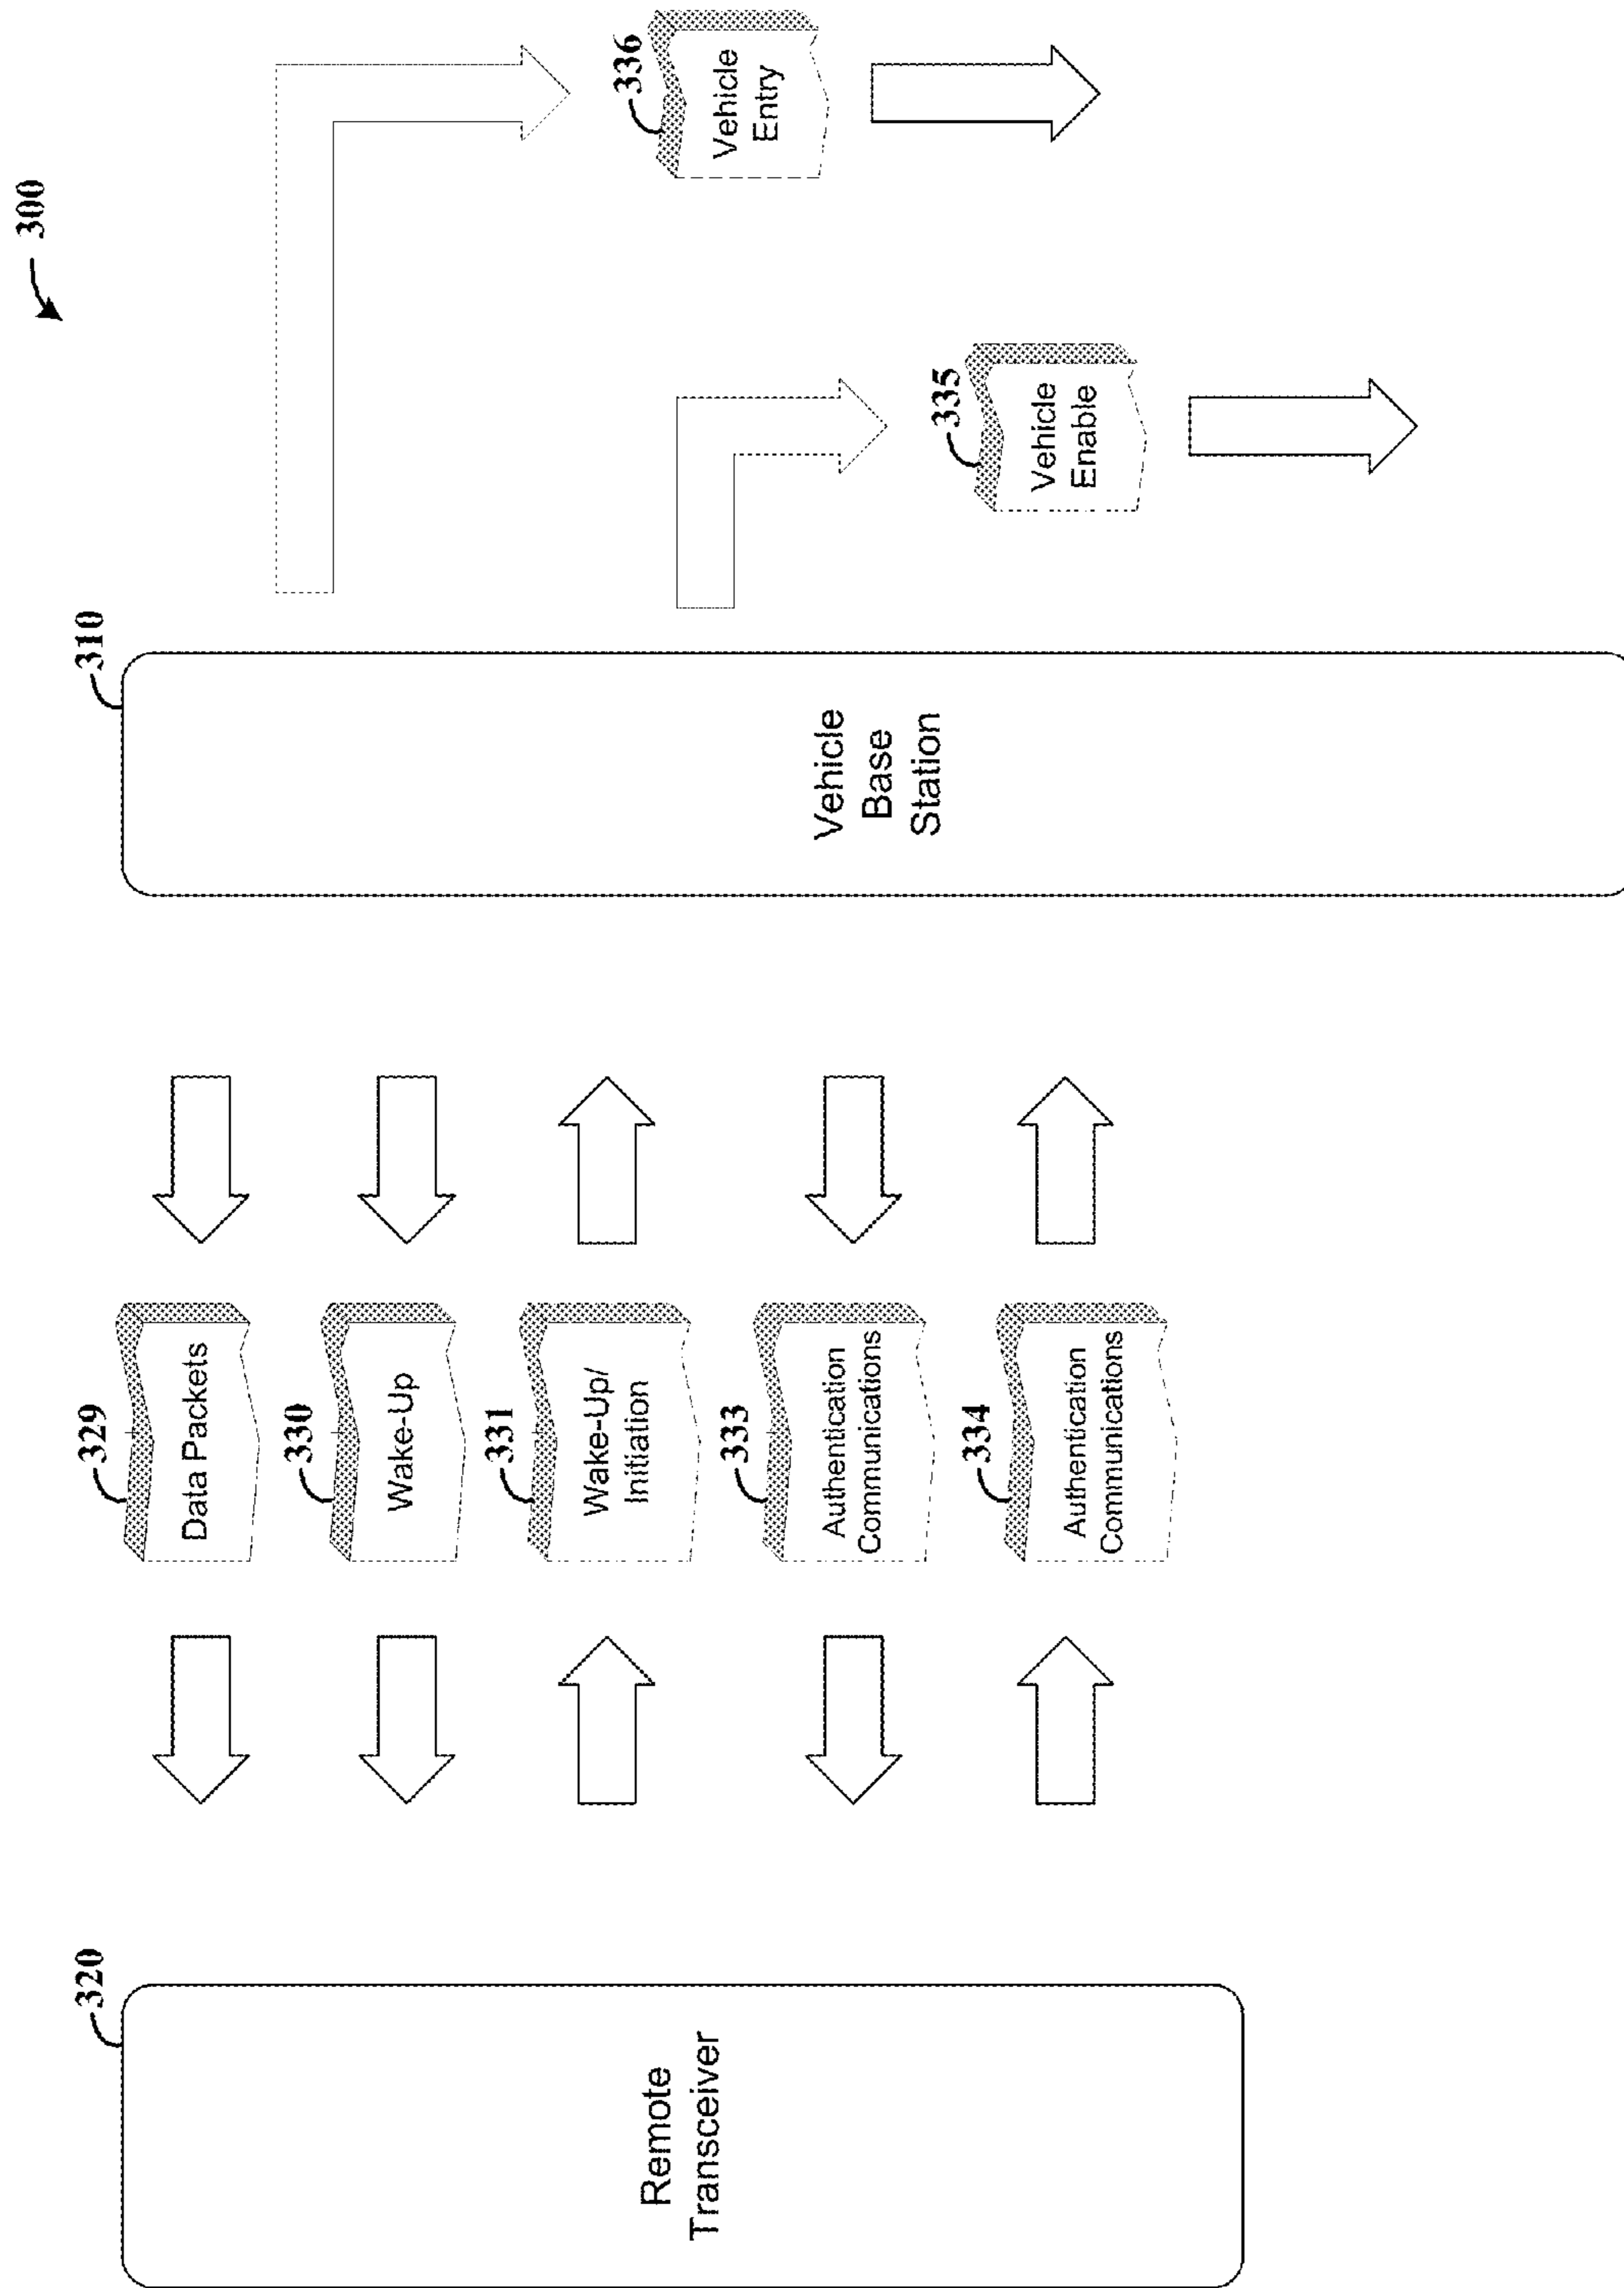 300
320
Remote
Transceiver
329
Data Packets
330
Wake-Up
331
Wake-Up/
Initiation
333
Authentication
Communications
334
Authentication
Communications
310
Vehicle
Base
Station
335
Vehicle
Enable
336
Vehicle
Entry